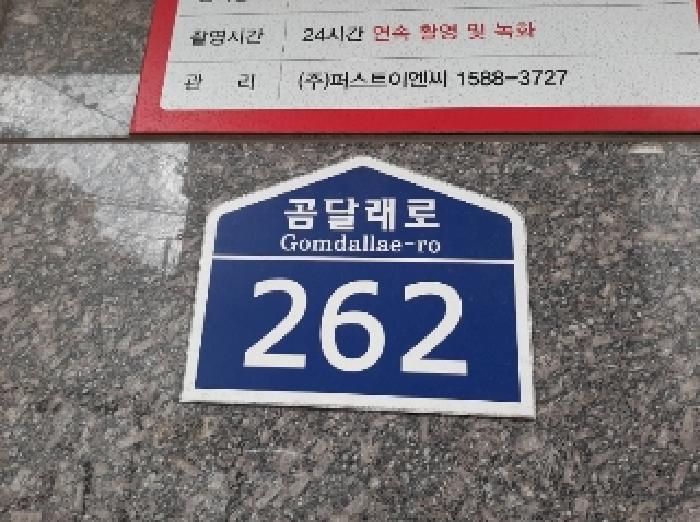 촬영시간 24시간 연속 촬영 및 녹화
관 리 (주)퍼스트이엔씨 1588-3727
곰달래로
Gomdallae-ro
262